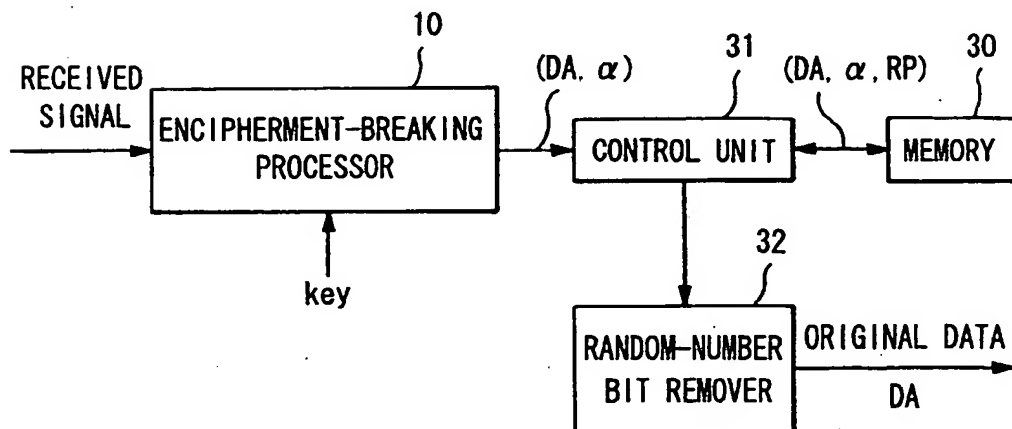 10
RECEIVED
SIGNAL
ENCIPHERMENT-BREAKING
PROCESSOR
key
(DA, α)
31
CONTROL UNIT
(DA, α, RP)
30
MEMORY
32
RANDOM-NUMBER
BIT REMOVER
ORIGINAL DATA
DA